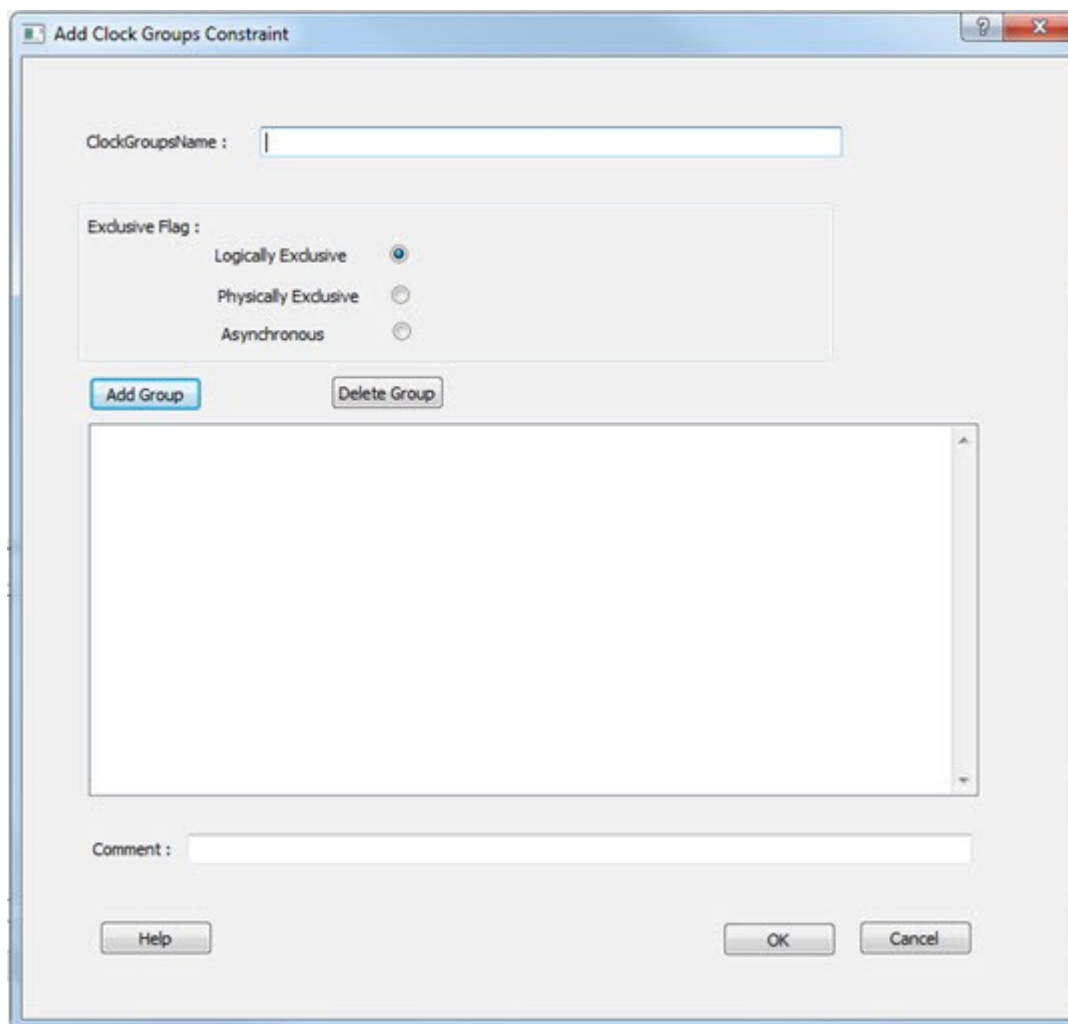 Add Clock Groups Constraint
ClockGroupsName :
Exclusive Flag :
Logically Exclusive
Physically Exclusive
Asynchronous
Add Group Delete Group
Comment :
Help OK Cancel